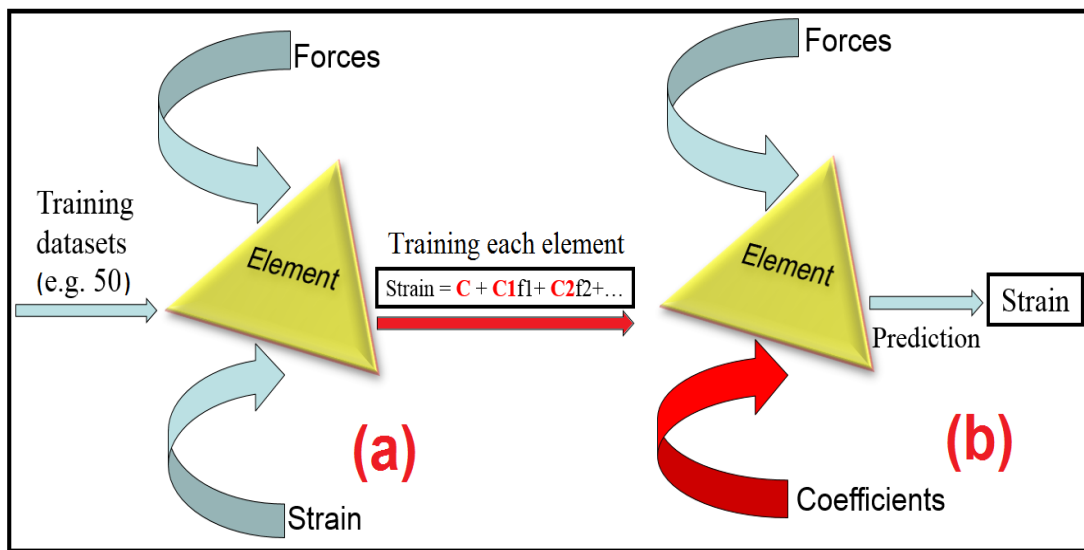 Forces
Training
datasets
(e.g. 50)
Element
Strain
(a)
Training each element
Strain = C + C1f1+ C2f2+...
Forces
Element
Coefficients
Prediction
Strain
(b)